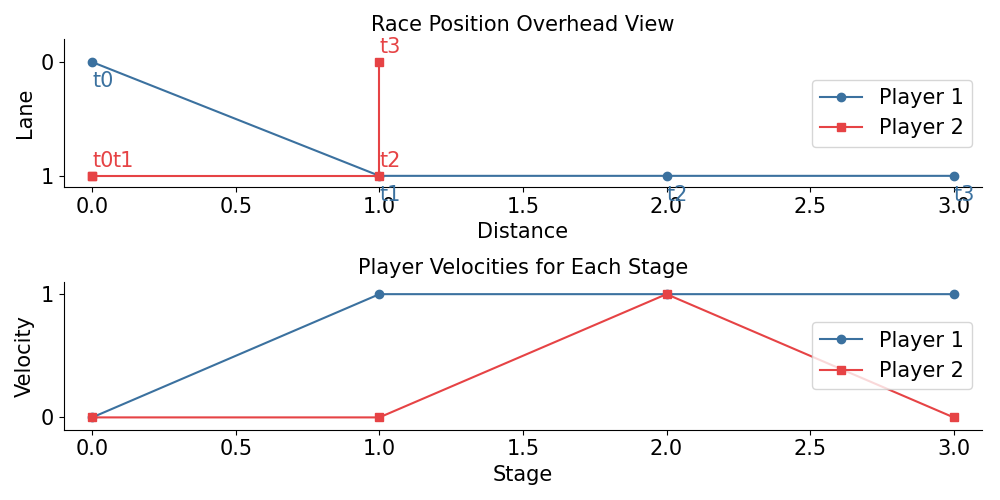 Race Position Overhead View
0
t0
t3
Lane
Player 1
Player 2
t0t1
t2
1
t1
t2
t3
0.0 0.5 1.0 1.5 2.0 2.5 3.0
Distance
Player Velocities for Each Stage
1
Velocity
Player 1
Player 2
0
0.0 0.5 1.0 1.5 2.0 2.5 3.0
Stage